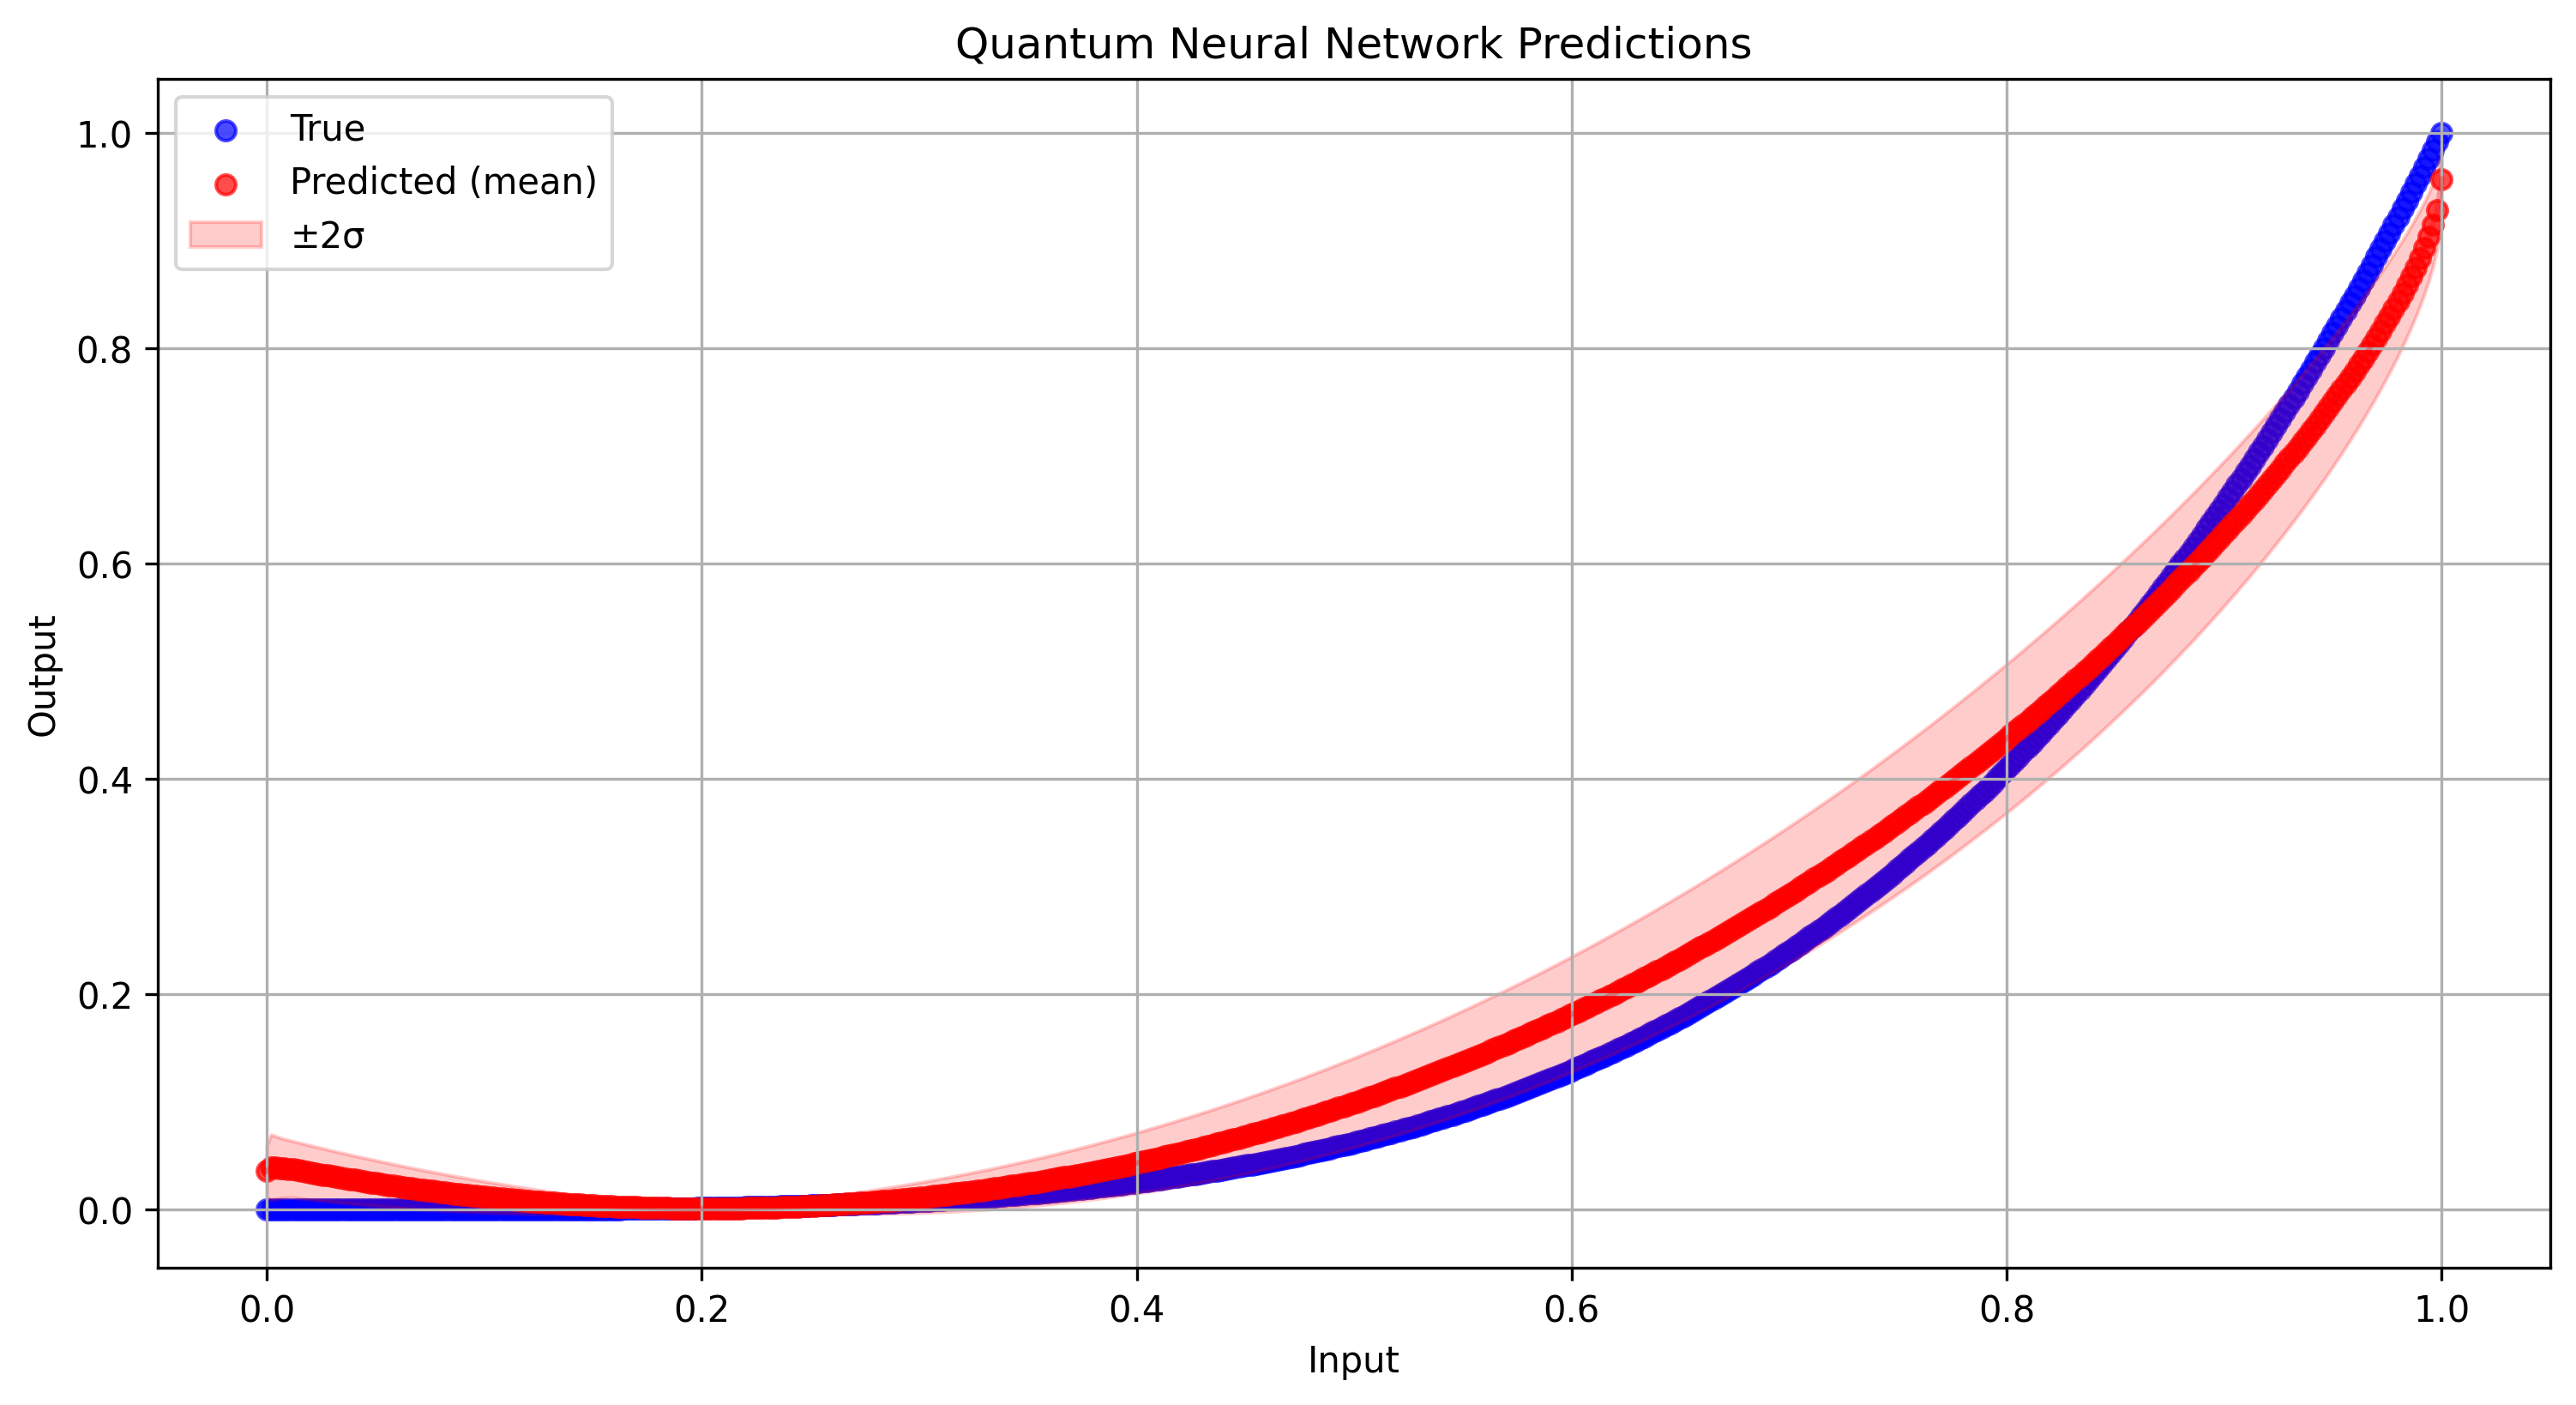 Quantum Neural Network Predictions
True
Predicted (mean)
±2σ
1.0
0.8
0.6
0.4
0.2
0.0
Output
0.0 0.2 0.4 0.6 0.8 1.0
Input